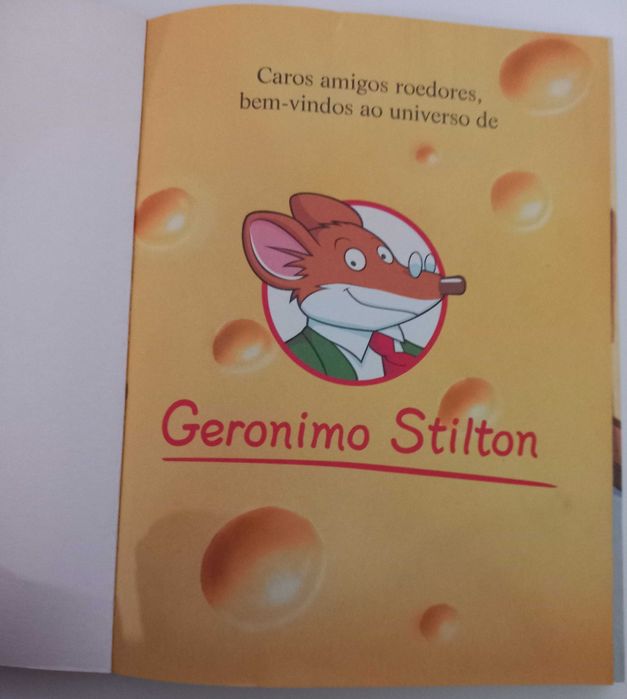 Caros amigos roedores,
bem-vindos ao universo de
Geronimo Stilton